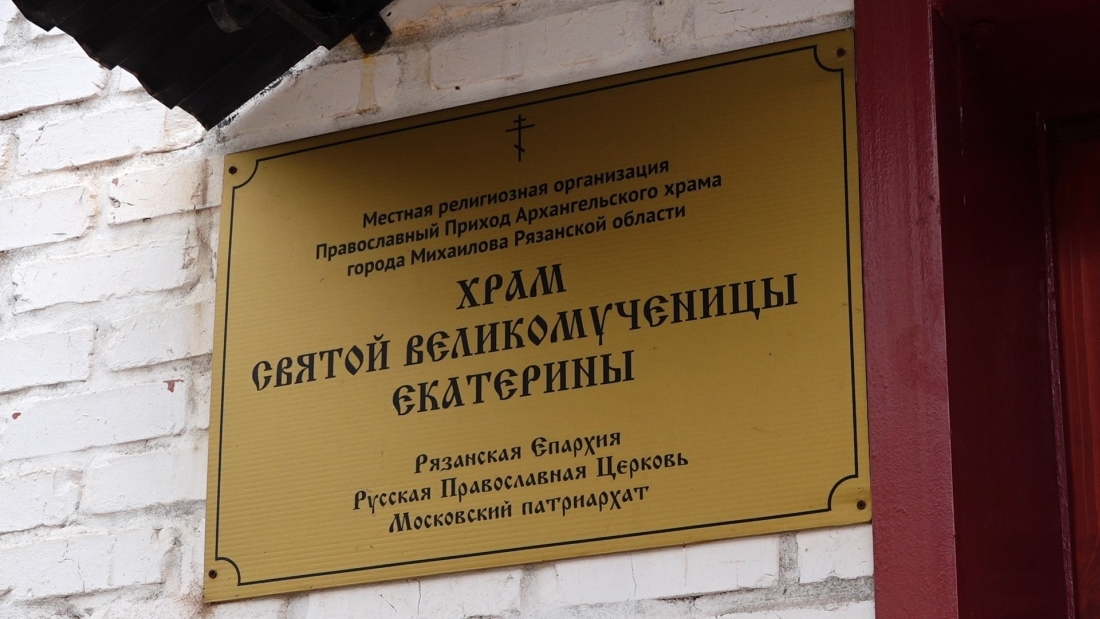 Местная религиозная организация
Православный Приход Архангельского храма
города Михаилова Рязанской области
ХРАМ
СВЯТОЙ ВЕЛИКОМУЧЕНИЦЫ
ЕКАТЕРИНЫ
Рязанская Епархия
Русская Православная Церковь
Московский патриархат